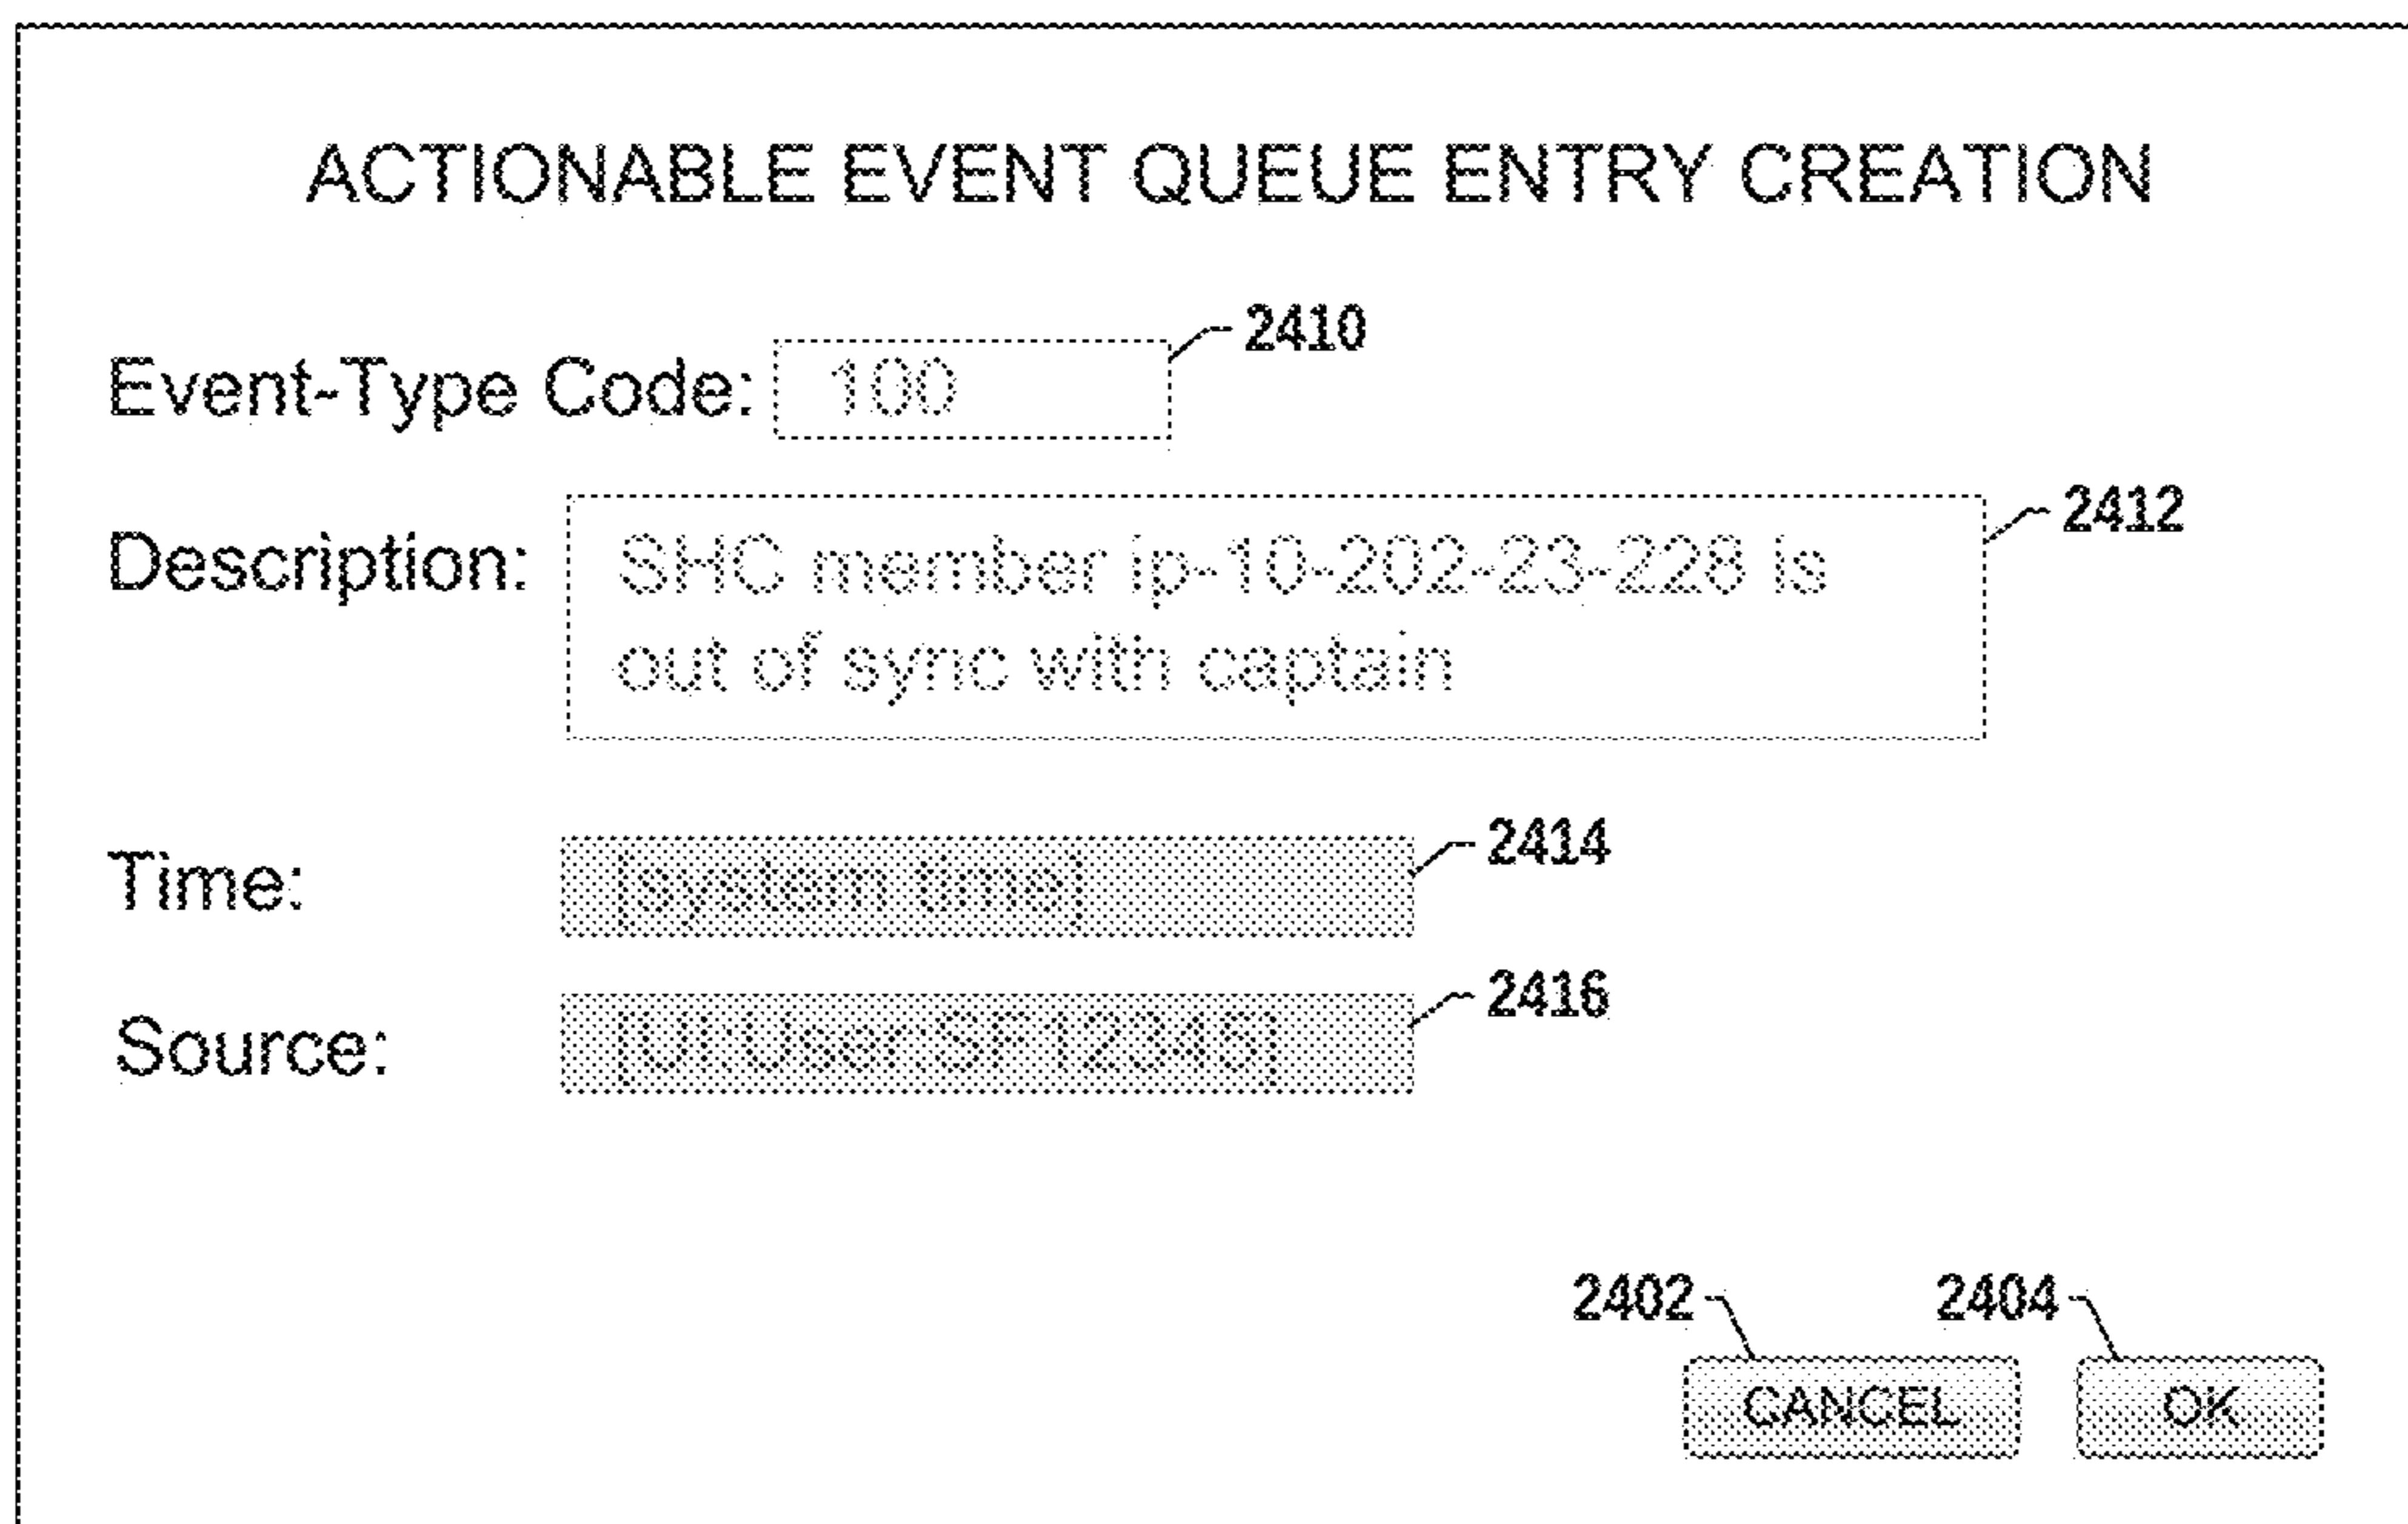 ACTIONABLE EVENT QUEUE ENTRY CREATION
Event-Type Code: 100 2410
Description: SHC member ip-10-202-23-228 is 2412
out of sync with captain
Time: [system time] 2414
Source: [UI:User:SF12345] 2416
2402 2404
CANCEL OK